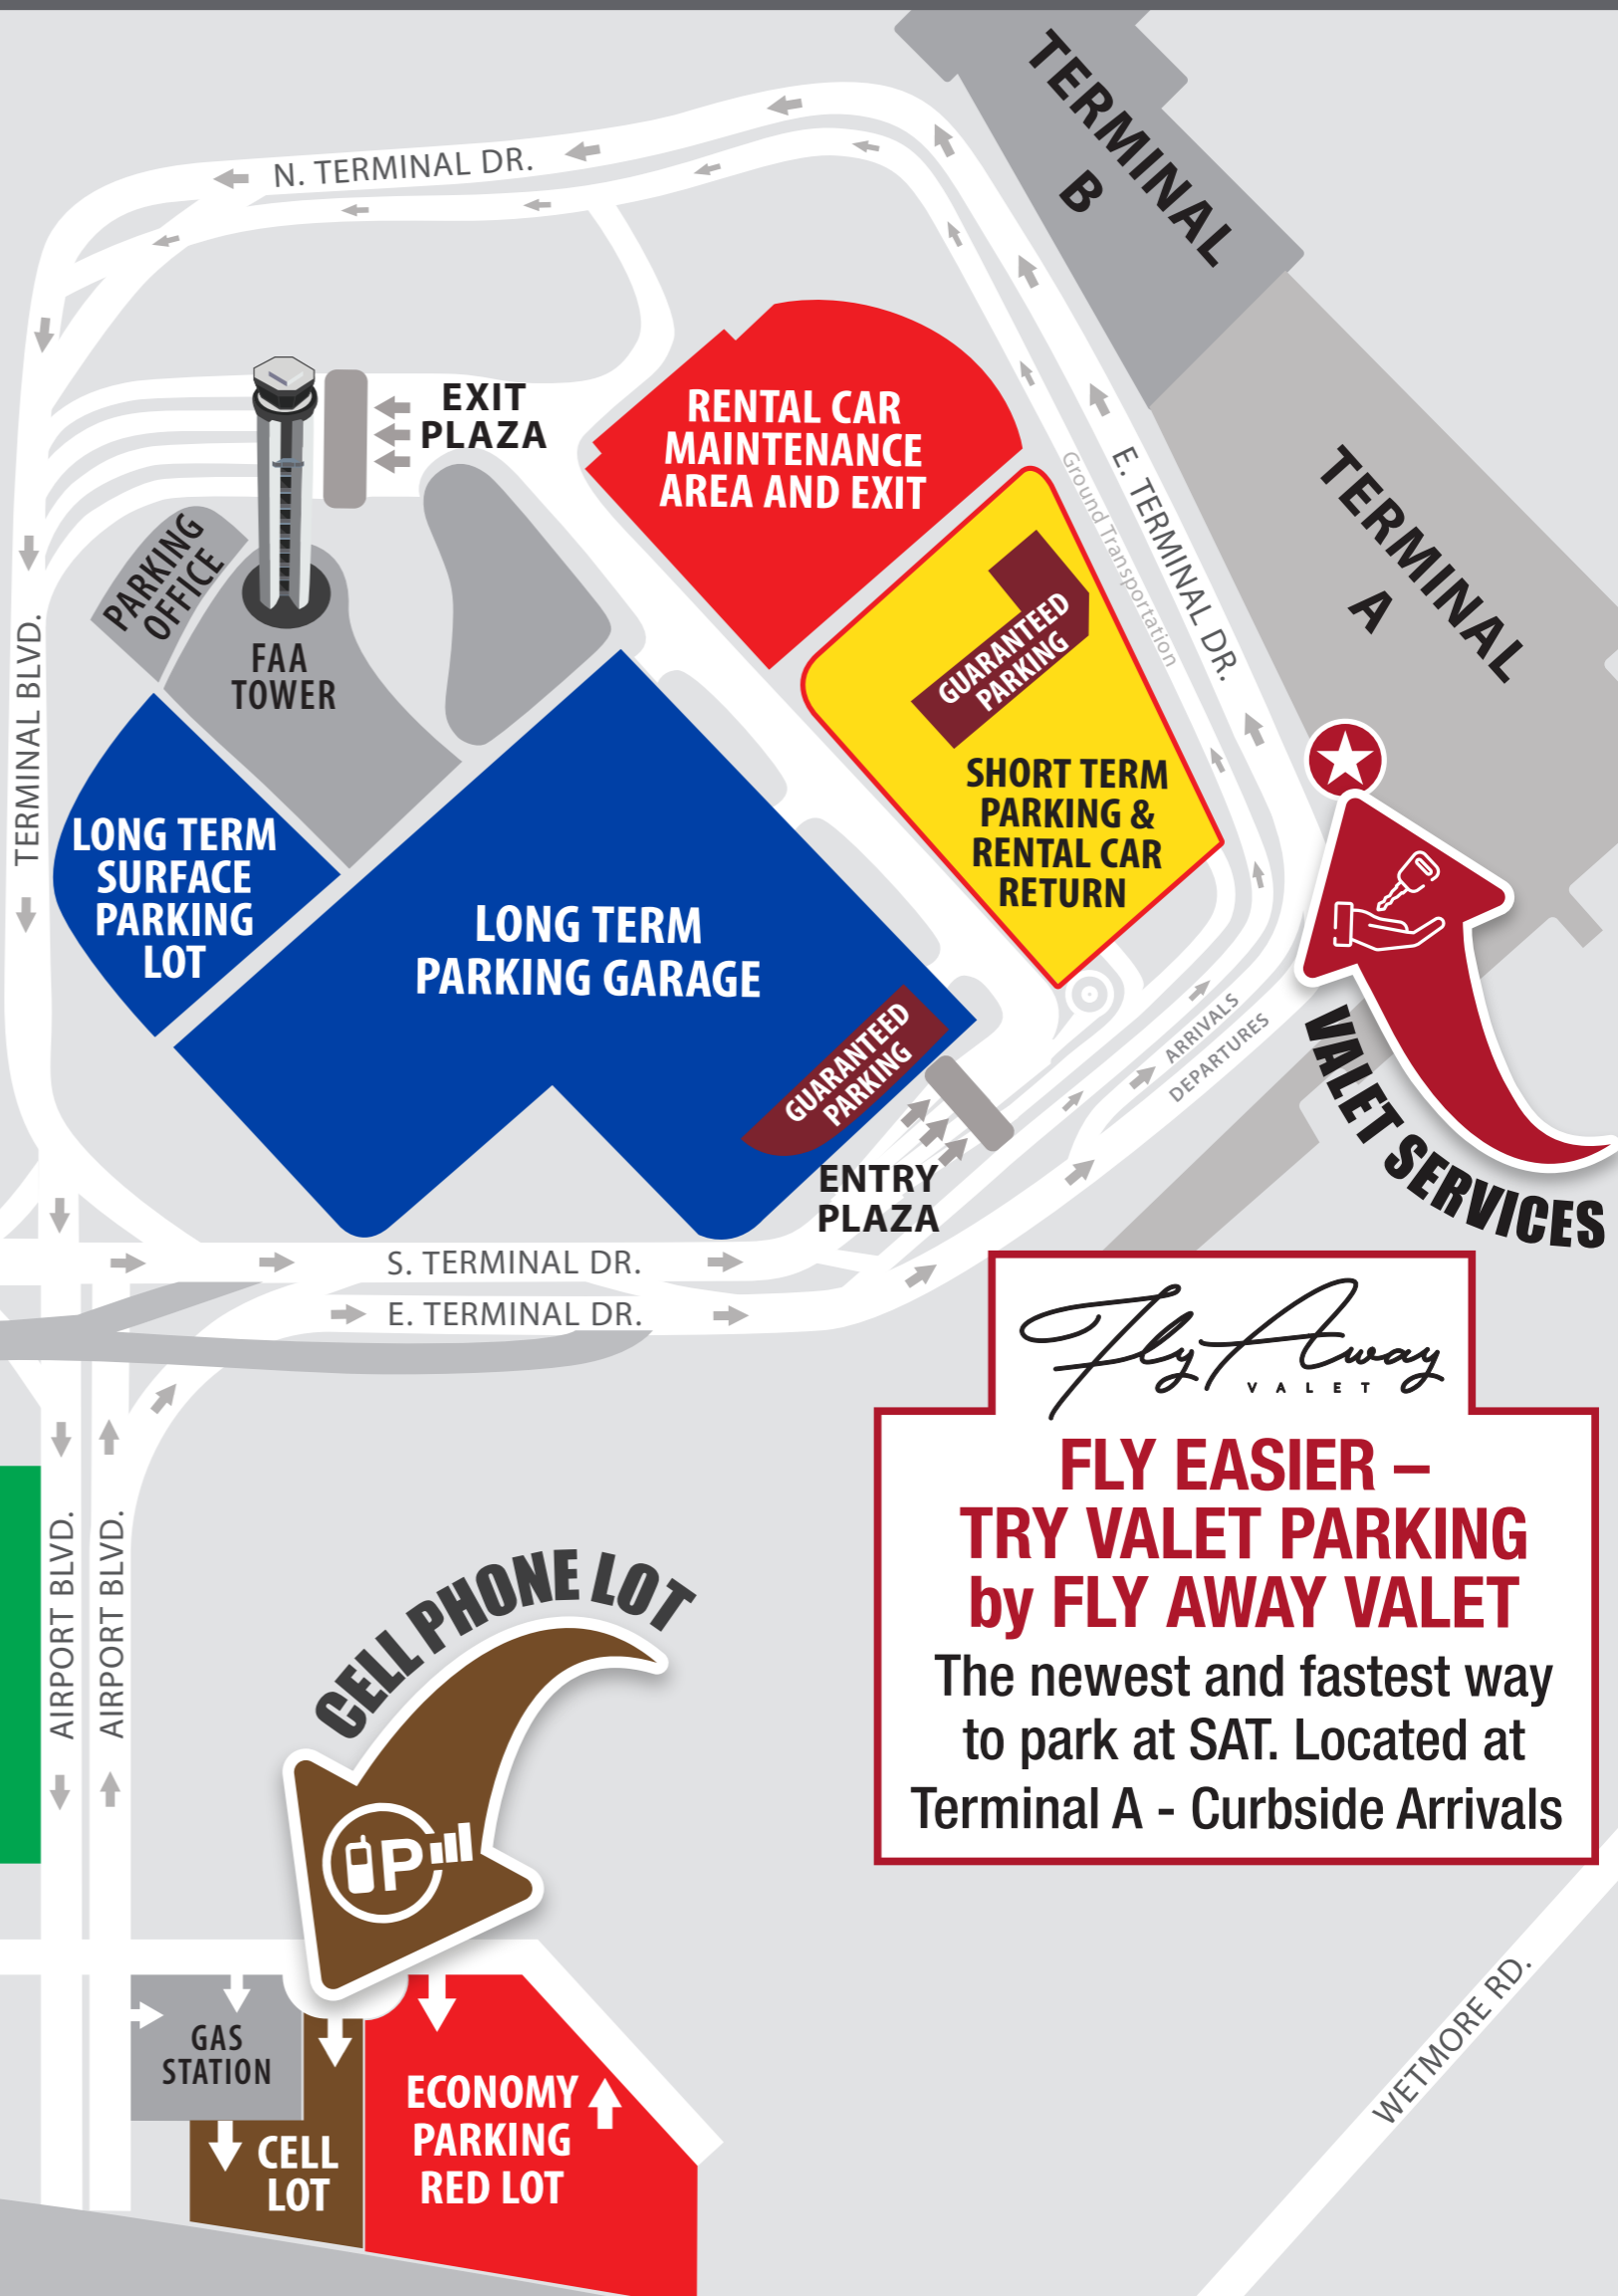 TERMINAL
B
N. TERMINAL DR.
EXIT
PLAZA
RENTAL CAR
MAINTENANCE
AREA AND EXIT
E. TERMINAL DR.
Ground Transportation
TERMINAL
A
PARKING
OFFICE
FAA
TOWER
GUARANTEED
PARKING
TERMINAL BLVD.
SHORT TERM
PARKING &
RENTAL CAR
RETURN
LONG TERM
SURFACE
PARKING
LOT
LONG TERM
PARKING GARAGE
GUARANTEED
PARKING
ARRIVALS
DEPARTURES
VALET SERVICES
ENTRY
PLAZA
S. TERMINAL DR.
E. TERMINAL DR.
Fly Away
VALET
FLY EASIER –
TRY VALET PARKING
by FLY AWAY VALET
The newest and fastest way
to park at SAT. Located at
Terminal A - Curbside Arrivals
AIRPORT BLVD.
AIRPORT BLVD.
CELL PHONE LOT
P
GAS
STATION
CELL
LOT
ECONOMY
PARKING
RED LOT
WETMORE RD.